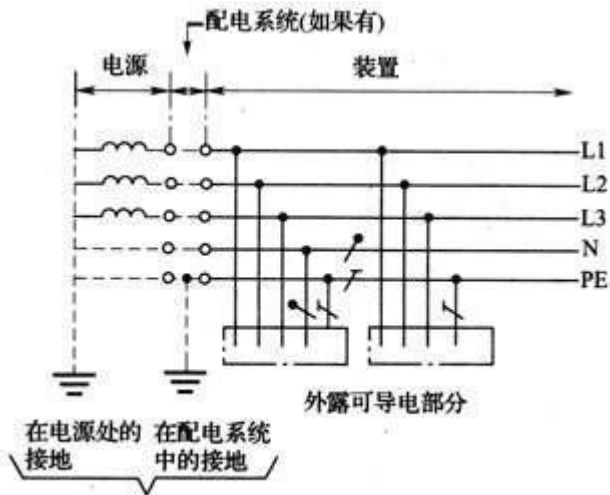 配电系统(如果有)
电源
装置
L1
L2
L3
N
PE
外露可导电部分
在电源处的
接地
在配电系统
中的接地